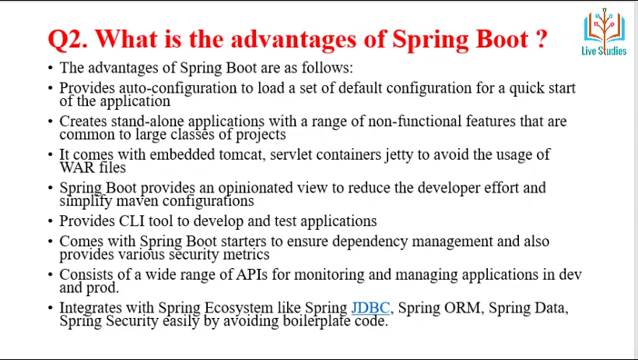 Q2. What is the advantages of Spring Boot ?
Live Studies
• The advantages of Spring Boot are as follows:
• Provides auto-configuration to load a set of default configuration for a quick start
of the application
• Creates stand-alone applications with a range of non-functional features that are
common to large classes of projects
• It comes with embedded tomcat, servlet containers jetty to avoid the usage of
WAR files
• Spring Boot provides an opinionated view to reduce the developer effort and
simplify maven configurations
• Provides CLI tool to develop and test applications
• Comes with Spring Boot starters to ensure dependency management and also
provides various security metrics
• Consists of a wide range of APIs for monitoring and managing applications in dev
and prod.
• Integrates with Spring Ecosystem like Spring JDBC, Spring ORM, Spring Data,
Spring Security easily by avoiding boilerplate code.